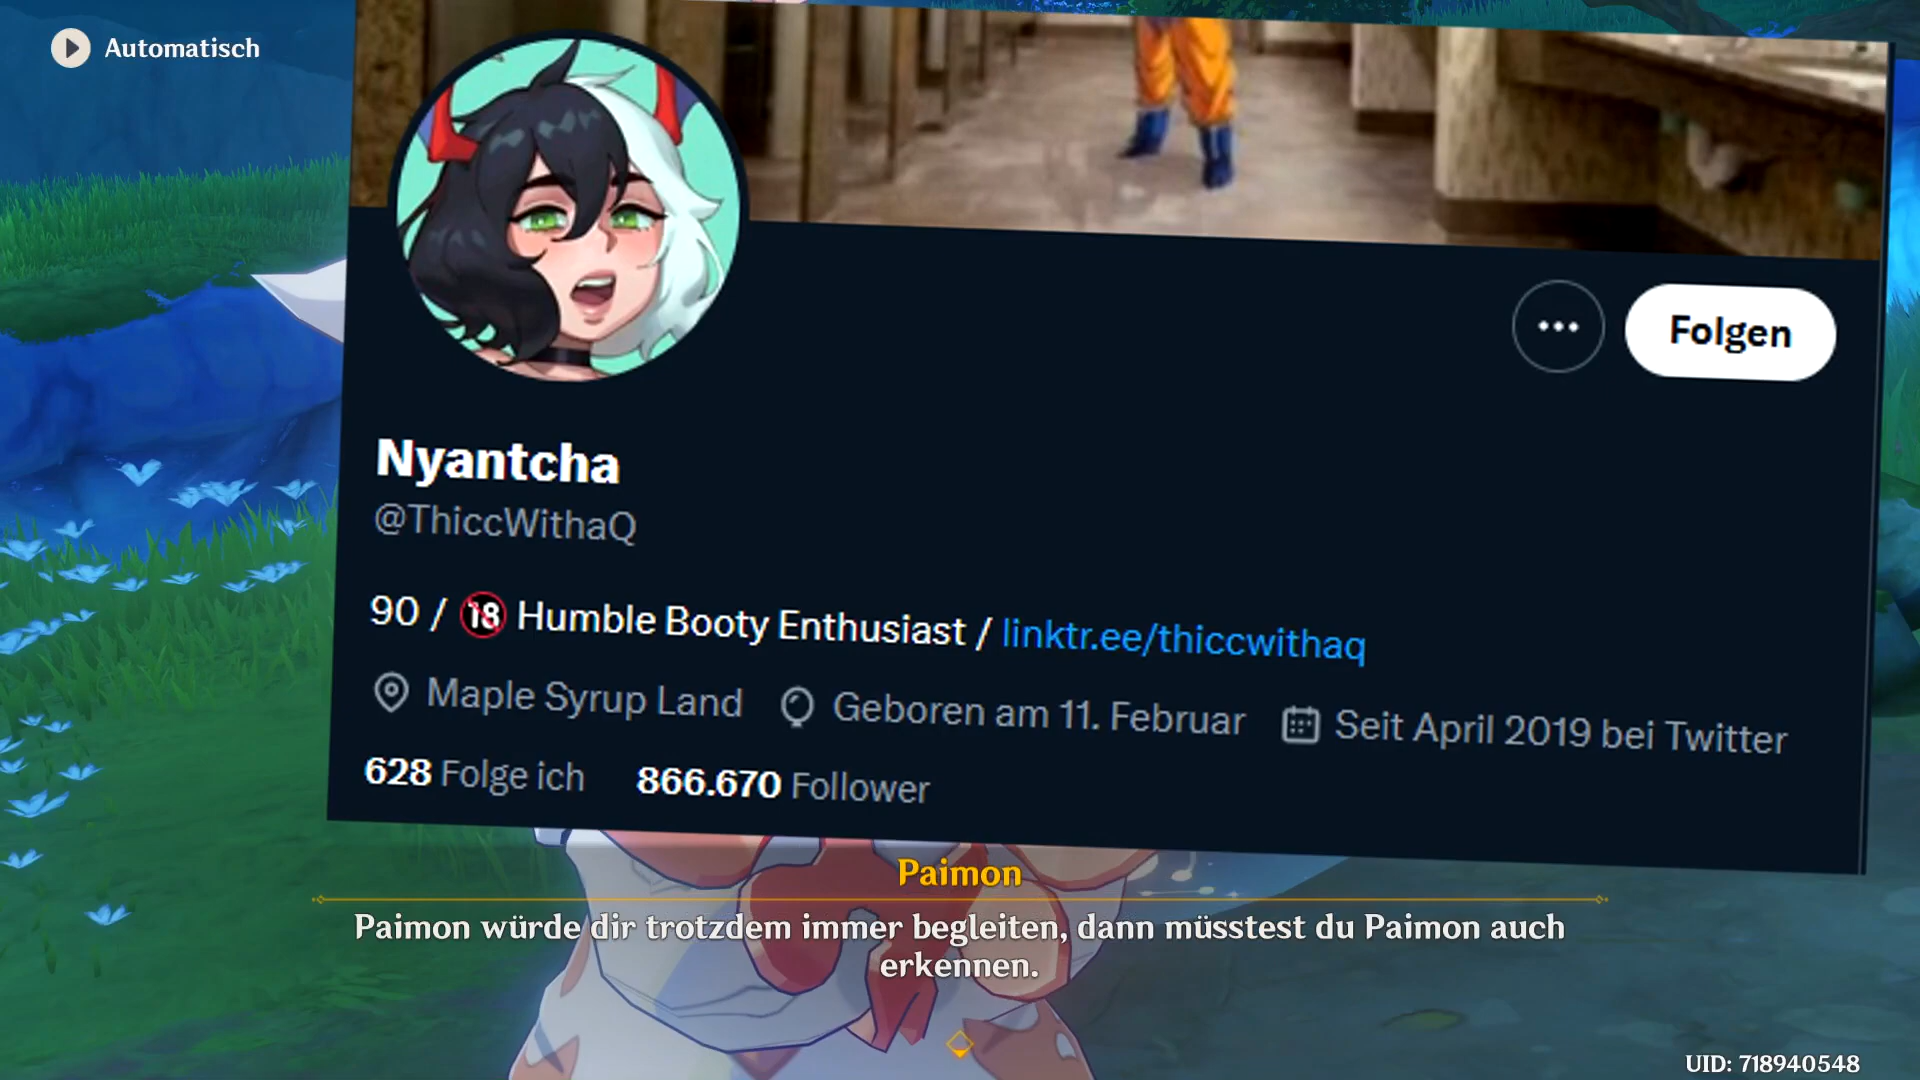 Automatisch
Folgen
Nyantcha
@ThiccWithaQ
90 / 🔞 Humble Booty Enthusiast / linktr.ee/thiccwithaq
Maple Syrup Land Geboren am 11. Februar Seit April 2019 bei Twitter
628 Folge ich 866.670 Follower
Paimon
Paimon würde dir trotzdem immer begleiten, dann müsstest du Paimon auch
erkennen.
UID: 718940548